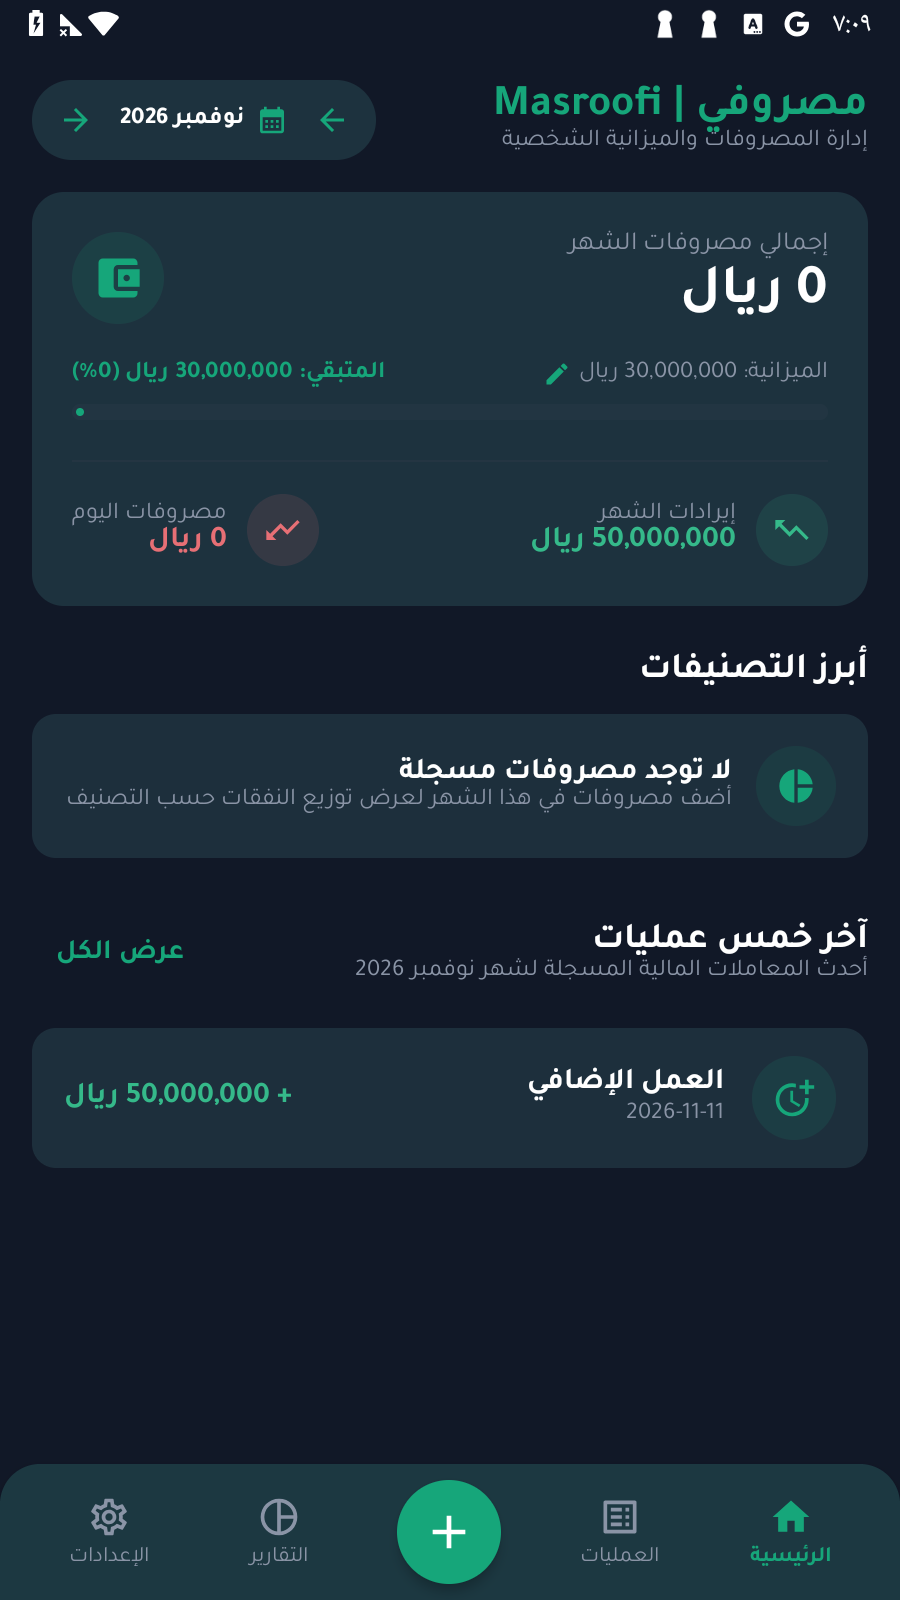 ٧:٠٩
مصروفي | Masroofi
إدارة المصروفات والميزانية الشخصية
نوفمبر 2026
إجمالي مصروفات الشهر
0 ريال
الميزانية: 30,000,000 ريال
المتبقي: 30,000,000 ريال (0%)
إيرادات الشهر
50,000,000 ريال
مصروفات اليوم
0 ريال
أبرز التصنيفات
لا توجد مصروفات مسجلة
أضف مصروفات في هذا الشهر لعرض توزيع النفقات حسب التصنيف
آخر خمس عمليات
أحدث المعاملات المالية المسجلة لشهر نوفمبر 2026
عرض الكل
العمل الإضافي
2026-11-11
+ 50,000,000 ريال
الرئيسية
العمليات
التقارير
الإعدادات